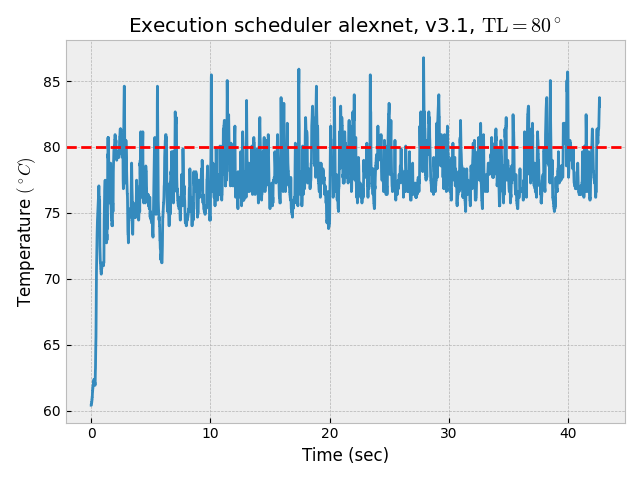 Execution scheduler alexnet, v3.1, TL = 80°
Temperature (°C)
85
80
75
70
65
60
0 10 20 30 40
Time (sec)